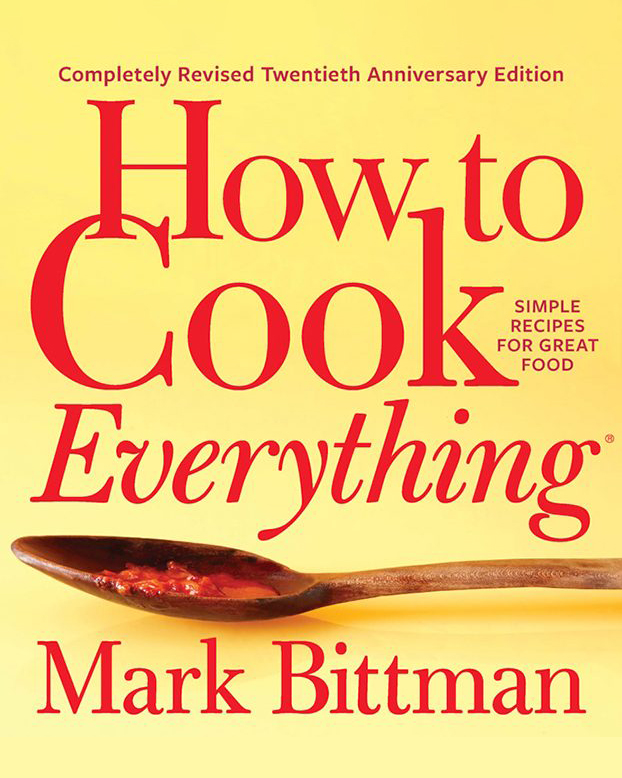 Completely Revised Twentieth Anniversary Edition
How to
Cook
SIMPLE
RECIPES
FOR GREAT
FOOD
Everything®
Mark Bittman